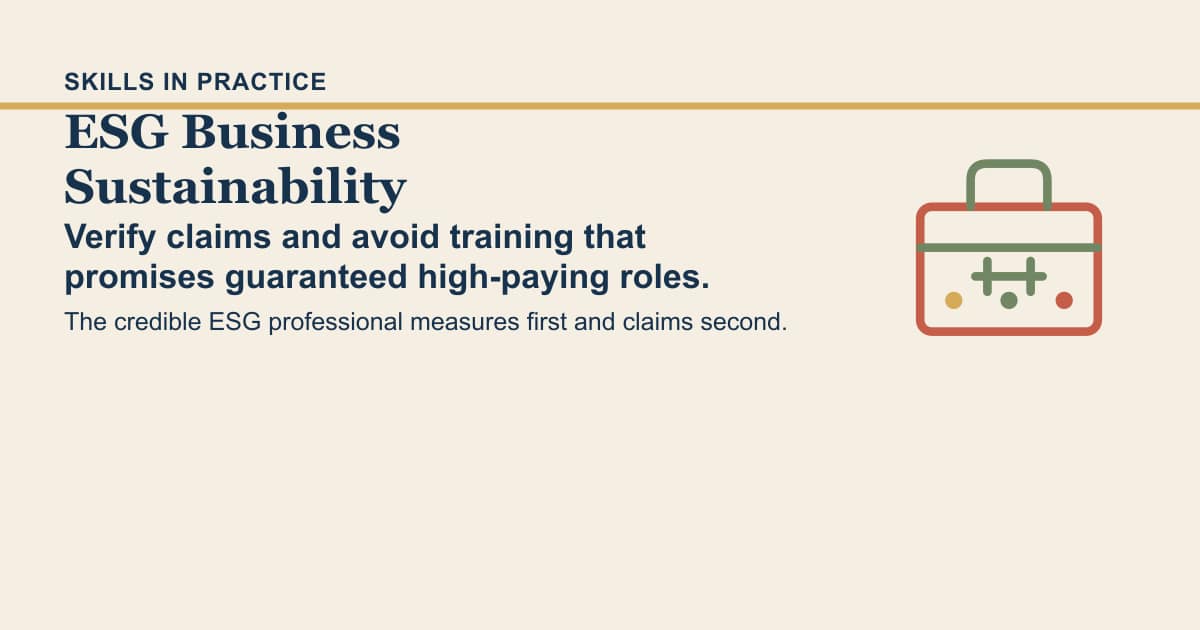 SKILLS IN PRACTICE
ESG Business
Sustainability
Verify claims and avoid training that
promises guaranteed high-paying roles.
The credible ESG professional measures first and claims second.